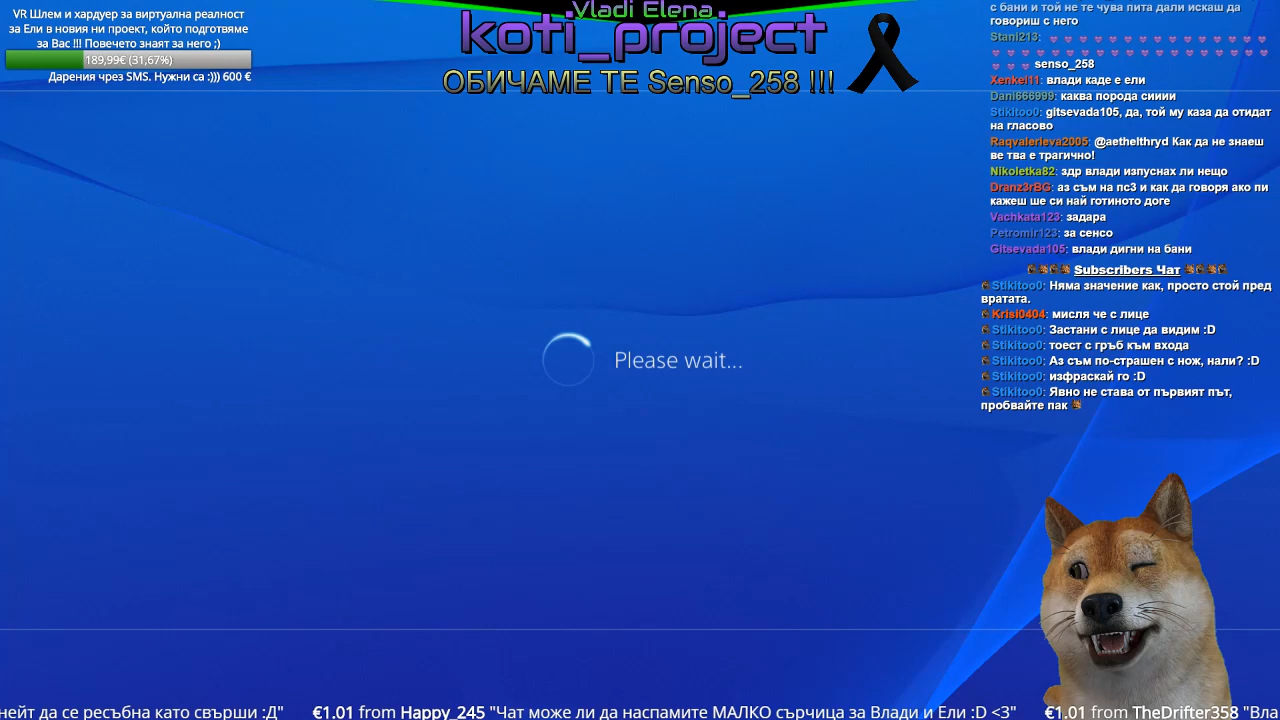 VR Шлем и хардуер за виртуална реалност
за Ели в новия ни проект, който подготвяме
за Вас !!! Повечето знаят за него ;)
189,99€ (31,67%)
Дарения чрез SMS. Нужни са :))) 600 €
Vladi Elena
koti_project
ОБИЧАМЕ ТЕ Senso_258 !!!
с бани и той не те чува пита дали искаш да
говориш с него
Stani213:
senso_258
Xenkel11: влади каде е ели
Dani666999: каква порода сиииии
Stikitoo0: gitsevada105, да, той му каза да отидат
на гласово
Raqvalerieva2005: @aethelthryd Как да не знаеш
ве тва е трагично!
Nikoletka82: здр влади изпуснах ли нещо
Dranz3rBG: аз съм на пс3 и как да говоря ако пи
кажеш ше си най готиното доге
Vachkata123: задара
Petromir123: за сенсо
Gitsevada105: влади дигни на бани
Subscribers Чат
Stikitoo0: Няма значение как, просто стой пред
вратата.
Krisi0404: мисля че с лице
Stikitoo0: Застани с лице да видим :D
Stikitoo0: тоест с гръб към входа
Stikitoo0: Аз съм по-страшен с нож, нали? :D
Stikitoo0: изфраскай го :D
Stikitoo0: Явно не става от първият път,
пробвайте пак
Please wait...
нейт да се ресъбна като свърши :Д" €1.01 from Happy_245 "Чат може ли да наспамите МАЛКО сърчица за Влади и Ели :D <3" €1.01 from TheDrifter358 "Вла